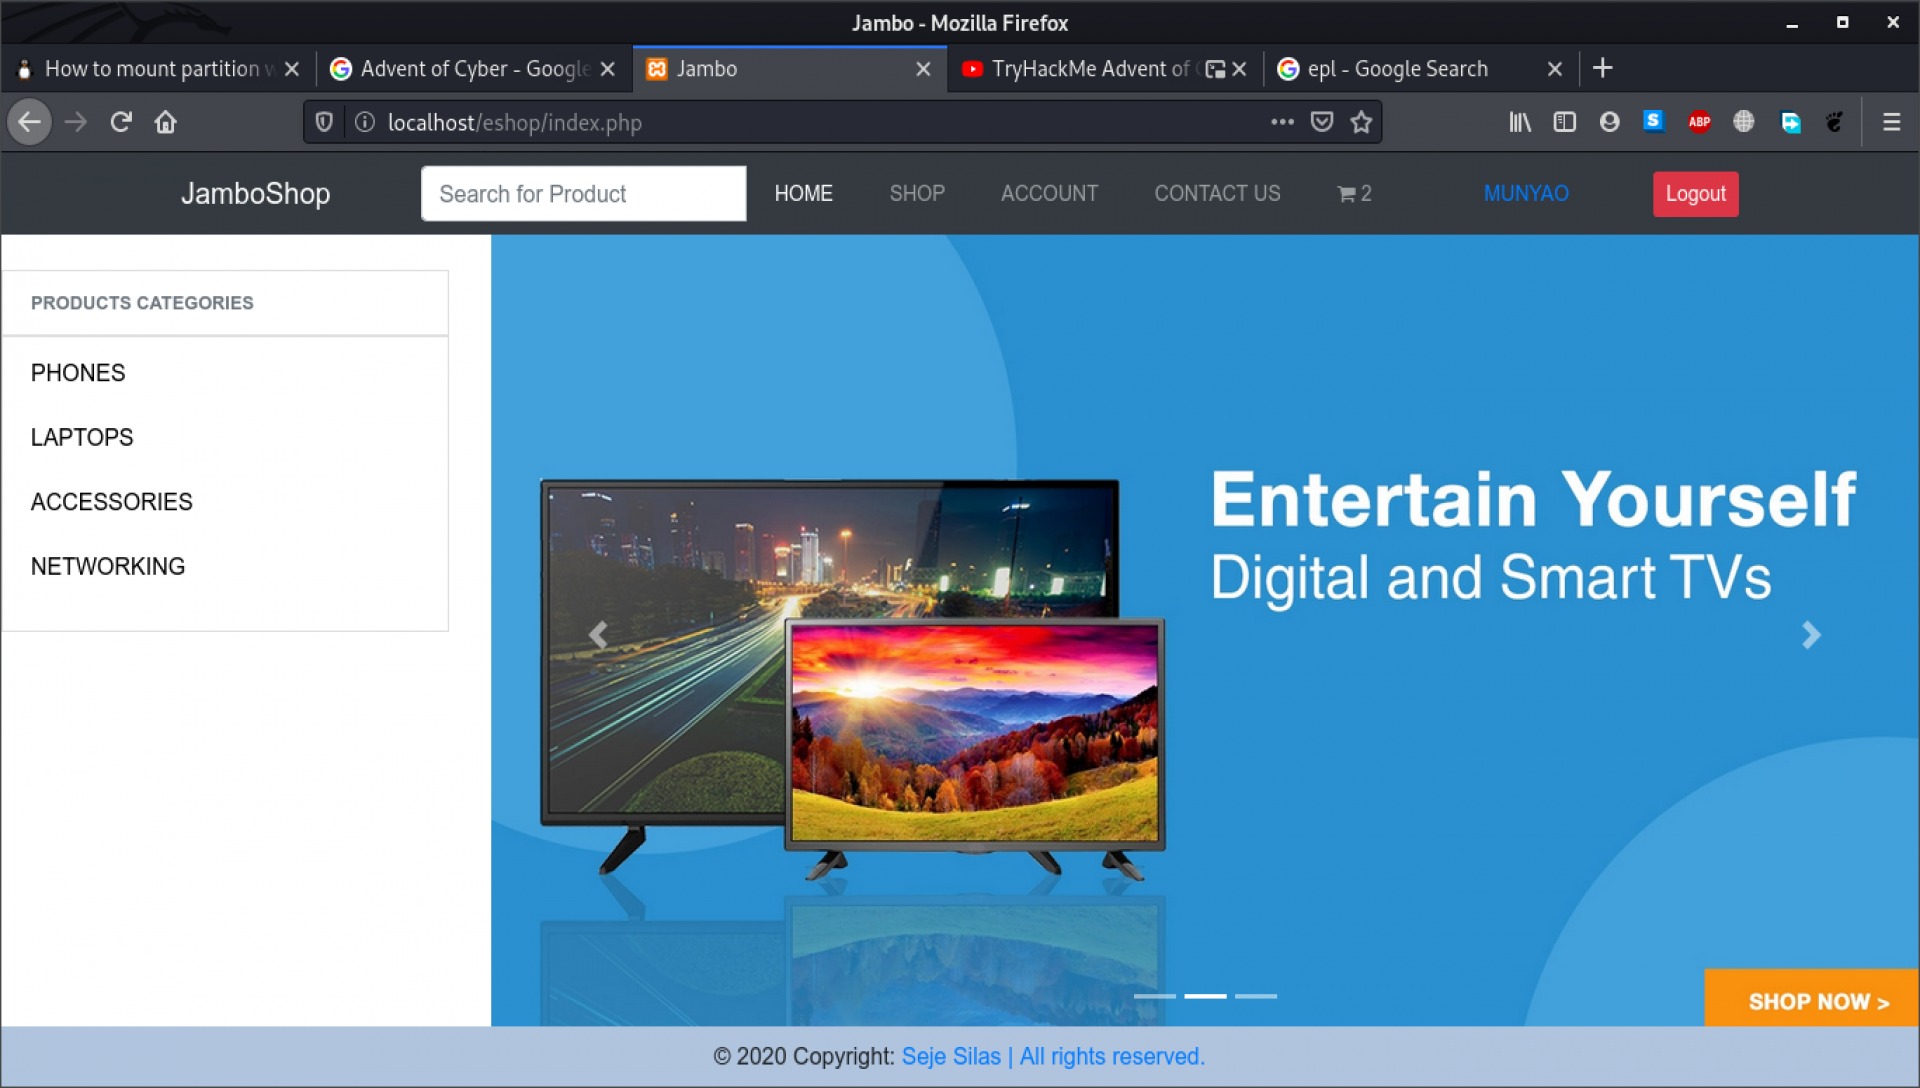 Jambo - Mozilla Firefox
How to mount partition w
Advent of Cyber - Google
Jambo
TryHackMe Advent of C
epl - Google Search
localhost/eshop/index.php
S
ABP
JamboShop
Search for Product
HOME
SHOP
ACCOUNT
CONTACT US
2
MUNYAO
Logout
PRODUCTS CATEGORIES
PHONES
LAPTOPS
ACCESSORIES
NETWORKING
Entertain Yourself
Digital and Smart TVs
SHOP NOW >
© 2020 Copyright: Seje Silas | All rights reserved.